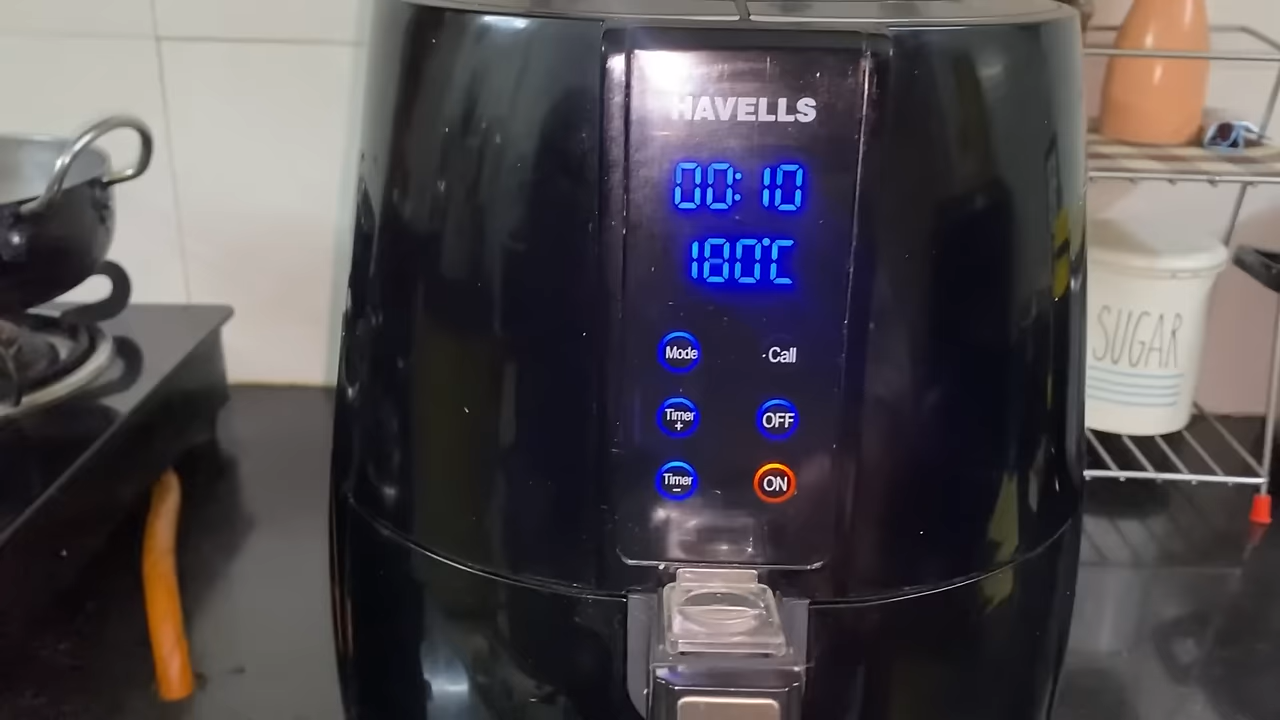 HAVELLS
00:10
180°C
Mode
Call
Timer
+
OFF
Timer
-
ON
SUGAR